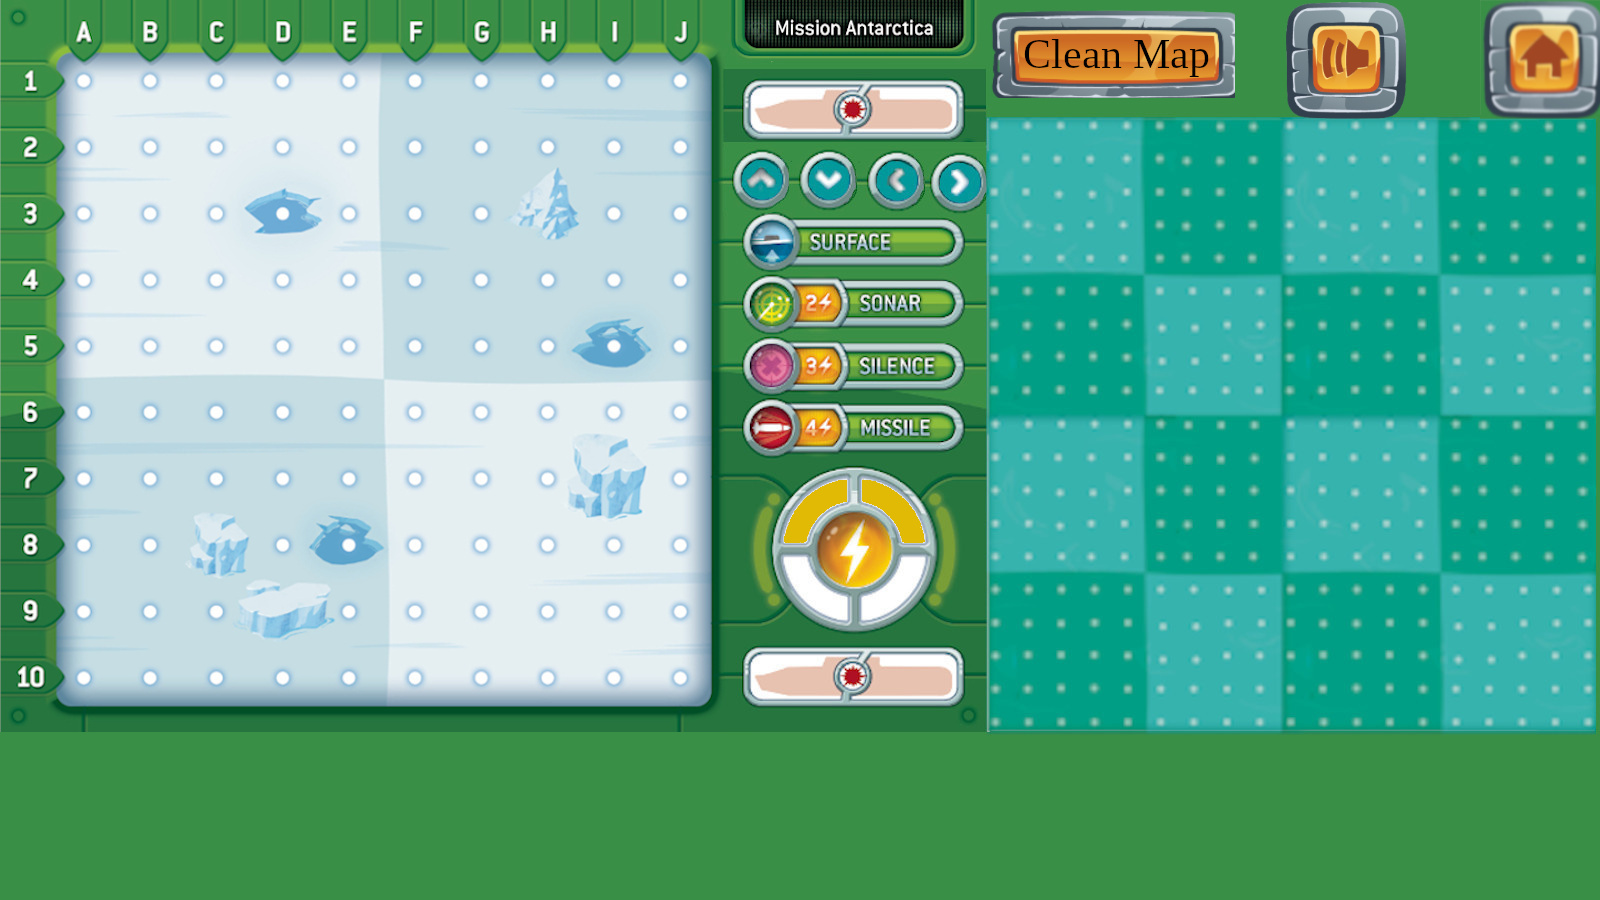 A B C D E F G H I J
Mission Antarctica
Clean Map
1
2
3
4
5
6
7
8
9
10
SURFACE
2 SONAR
3 SILENCE
4 MISSILE